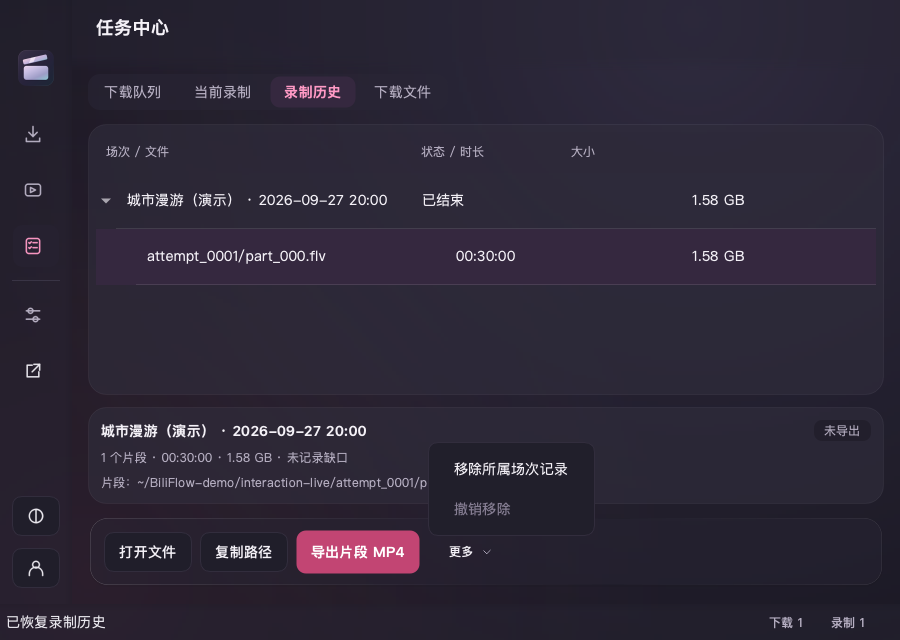 任务中心
下载队列 当前录制 录制历史 下载文件
场次 / 文件 状态 / 时长 大小
城市漫游（演示） · 2026-09-27 20:00 已结束 1.58 GB
attempt_0001/part_000.flv 00:30:00 1.58 GB
城市漫游（演示） · 2026-09-27 20:00 未导出
1 个片段 · 00:30:00 · 1.58 GB · 未记录缺口
片段：~/BiliFlow-demo/interaction-live/attempt_0001/p
移除所属场次记录
撤销移除
打开文件 复制路径 导出片段 MP4 更多
已恢复录制历史 下载 1 录制 1